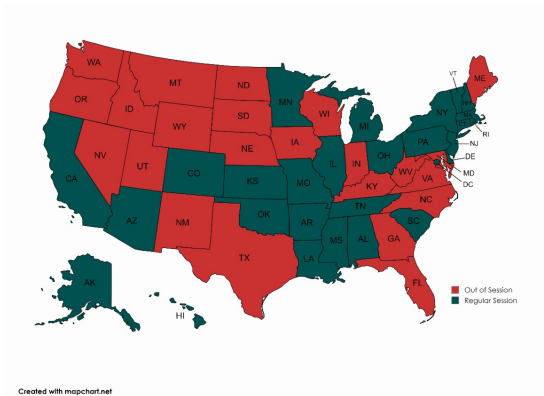 WA
MT
ND
MN
VT
ME
OR
ID
SD
WI
MI
NY
NH
RI
WY
NE
IA
PA
NJ
NV
UT
CO
KS
MO
IL
IN
OH
WV
VA
DE
MD
DC
CA
KY
AZ
NM
OK
AR
TN
NC
SC
TX
LA
MS
AL
GA
FL
AK
HI
Out of Session
Regular Session
Created with mapchart.net